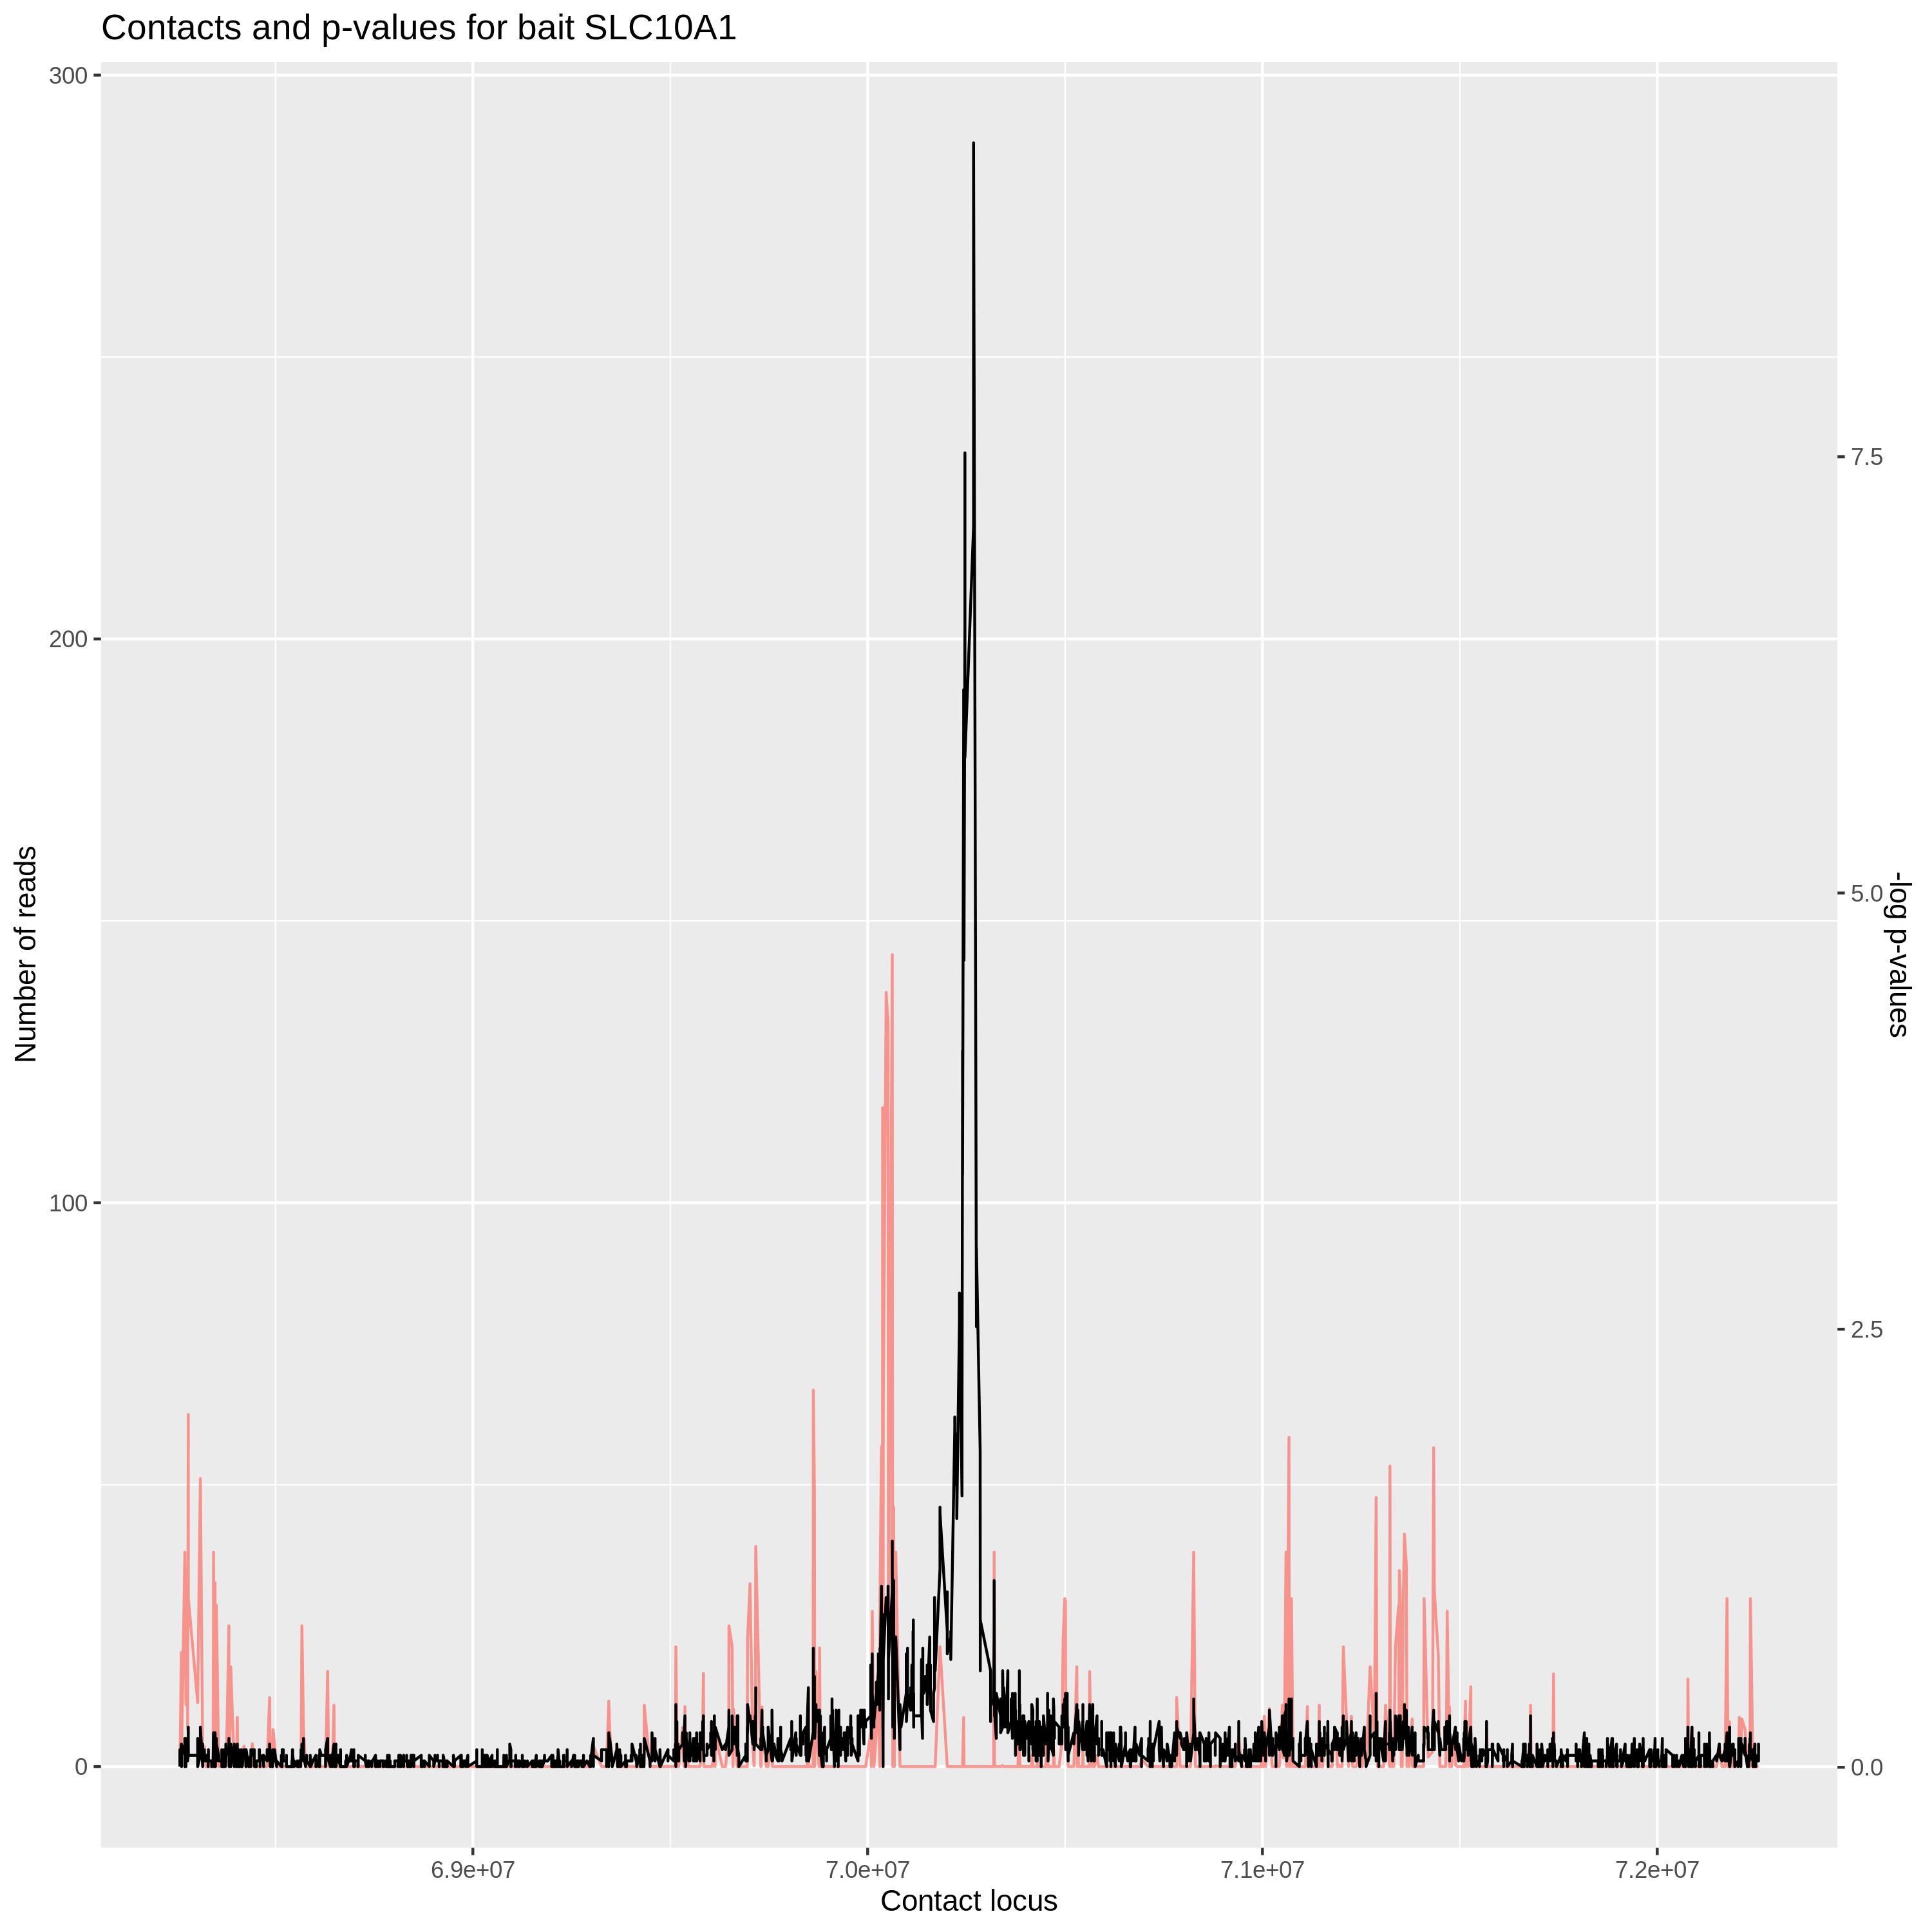 Contacts and p-values for bait SLC10A1
300
200
100
0
Number of reads
7.5
5.0
2.5
0.0
-log p-values
6.9e+07
7.0e+07
7.1e+07
7.2e+07
Contact locus